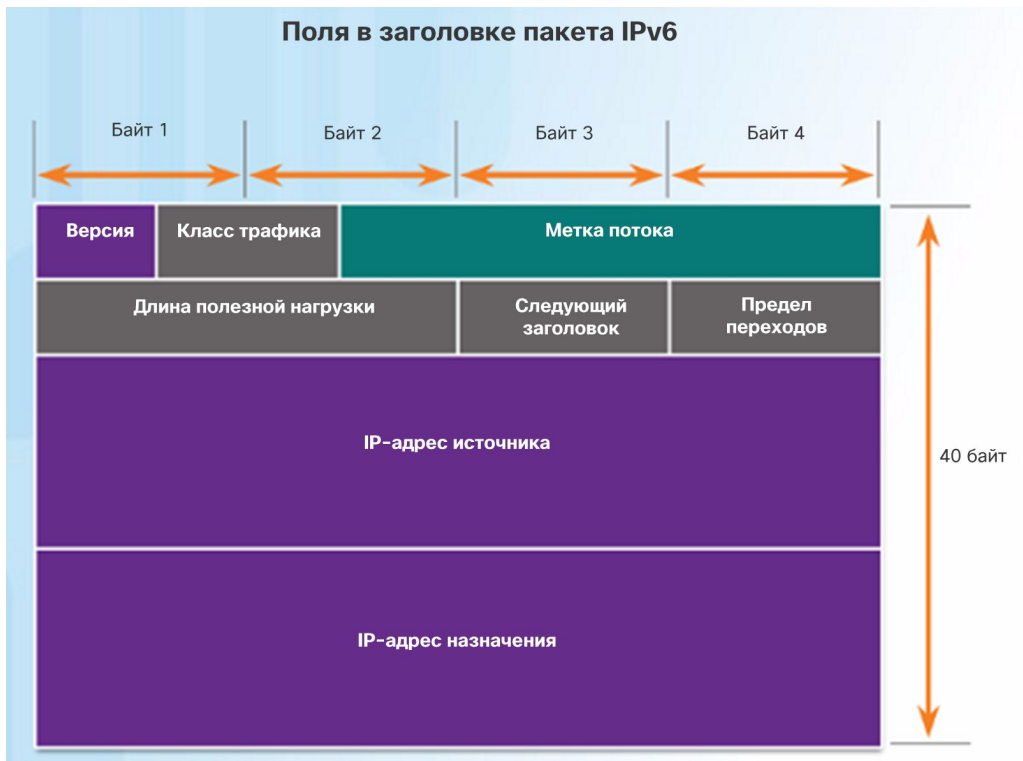 Поля в заголовке пакета IPv6
Байт 1
Байт 2
Байт 3
Байт 4
Версия
Класс трафика
Метка потока
Длина полезной нагрузки
Следующий
заголовок
Предел
переходов
IP-адрес источника
40 байт
IP-адрес назначения